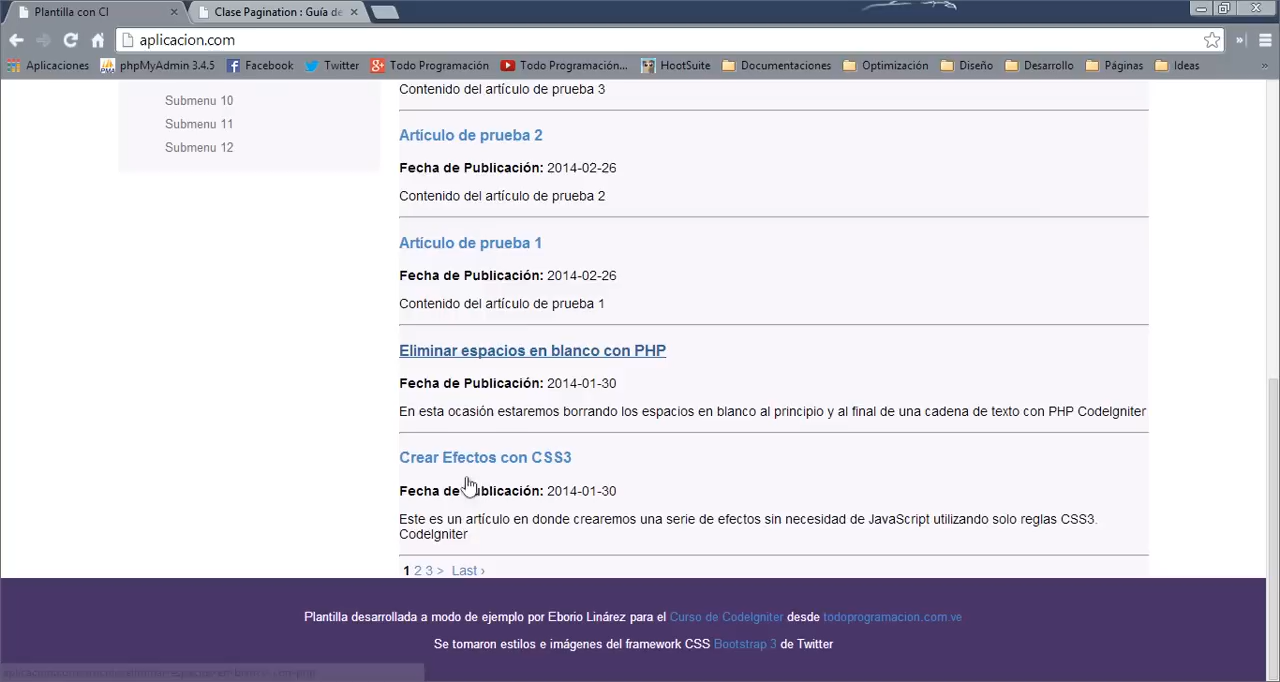 Plantilla con CI
Clase Pagination : Guía de
aplicacion.com
Aplicaciones phpMyAdmin 3.4.5 Facebook Twitter Todo Programación Todo Programación... HootSuite Documentaciones Optimización Diseño Desarrollo Páginas Ideas
Submenu 10
Submenu 11
Submenu 12
Contenido del artículo de prueba 3
Artículo de prueba 2
Fecha de Publicación: 2014-02-26
Contenido del artículo de prueba 2
Artículo de prueba 1
Fecha de Publicación: 2014-02-26
Contenido del artículo de prueba 1
Eliminar espacios en blanco con PHP
Fecha de Publicación: 2014-01-30
En esta ocasión estaremos borrando los espacios en blanco al principio y al final de una cadena de texto con PHP CodeIgniter
Crear Efectos con CSS3
Fecha de Publicación: 2014-01-30
Este es un artículo en donde crearemos una serie de efectos sin necesidad de JavaScript utilizando solo reglas CSS3.
CodeIgniter
1 2 3 > Last ›
Plantilla desarrollada a modo de ejemplo por Eborio Linárez para el Curso de CodeIgniter desde todoprogramacion.com.ve
Se tomaron estilos e imágenes del framework CSS Bootstrap 3 de Twitter